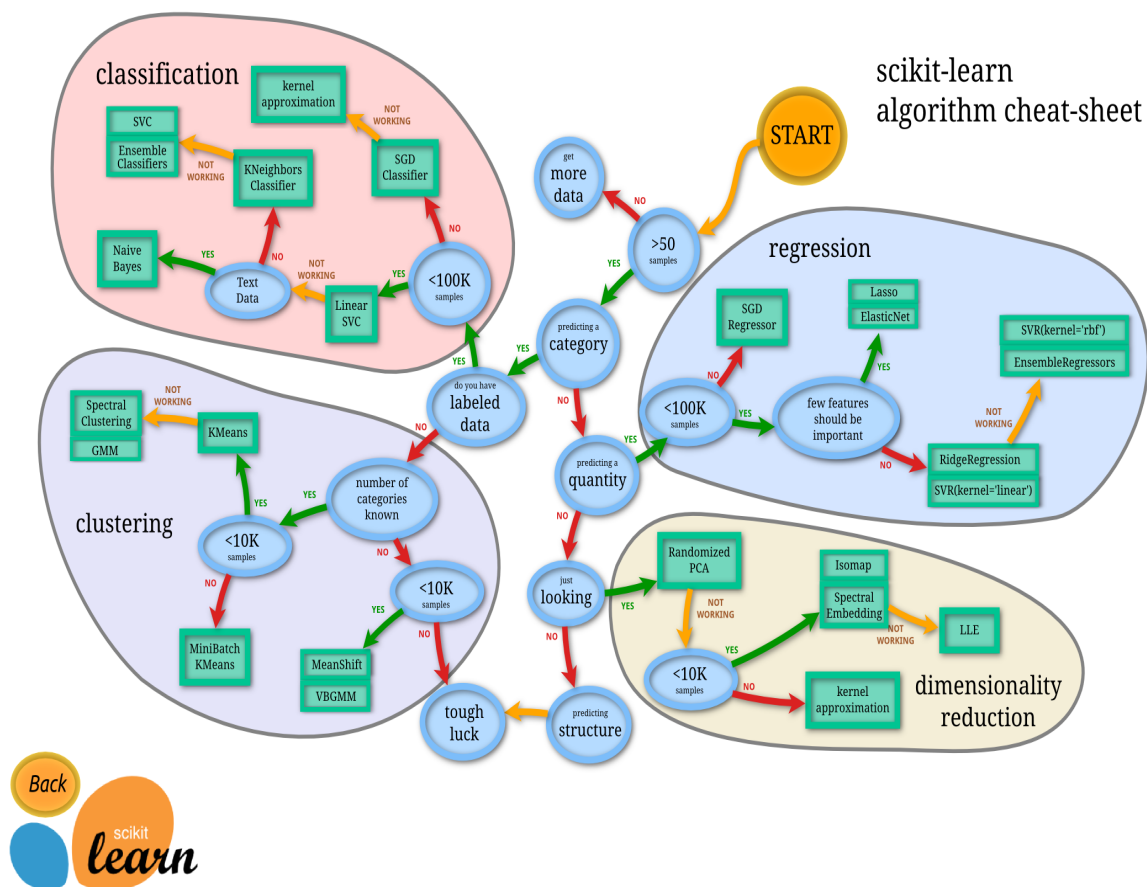 scikit-learn
algorithm cheat-sheet
START
classification
kernel
approximation
NOT
WORKING
SVC
Ensemble
Classifiers
NOT
WORKING
KNeighbors
Classifier
SGD
Classifier
NO
Naive
Bayes
YES
Text
Data
NO
NOT
WORKING
Linear
SVC
YES
<100K
samples
YES
get
more
data
NO
>50
samples
YES
predicting a
category
YES
NO
do you have
labeled
data
NO
predicting a
quantity
YES
NO
just
looking
YES
NO
predicting
structure
tough
luck
regression
SGD
Regressor
NO
<100K
samples
YES
Lasso
ElasticNet
YES
few features
should be
important
NO
SVR(kernel='rbf')
EnsembleRegressors
NOT
WORKING
RidgeRegression
SVR(kernel='linear')
clustering
Spectral
Clustering
GMM
NOT
WORKING
KMeans
YES
number of
categories
known
YES
NO
<10K
samples
NO
MiniBatch
KMeans
<10K
samples
YES
NO
MeanShift
VBGMM
dimensionality
reduction
Randomized
PCA
NOT
WORKING
<10K
samples
YES
NO
Isomap
Spectral
Embedding
NOT
WORKING
LLE
kernel
approximation
Back
scikit
learn